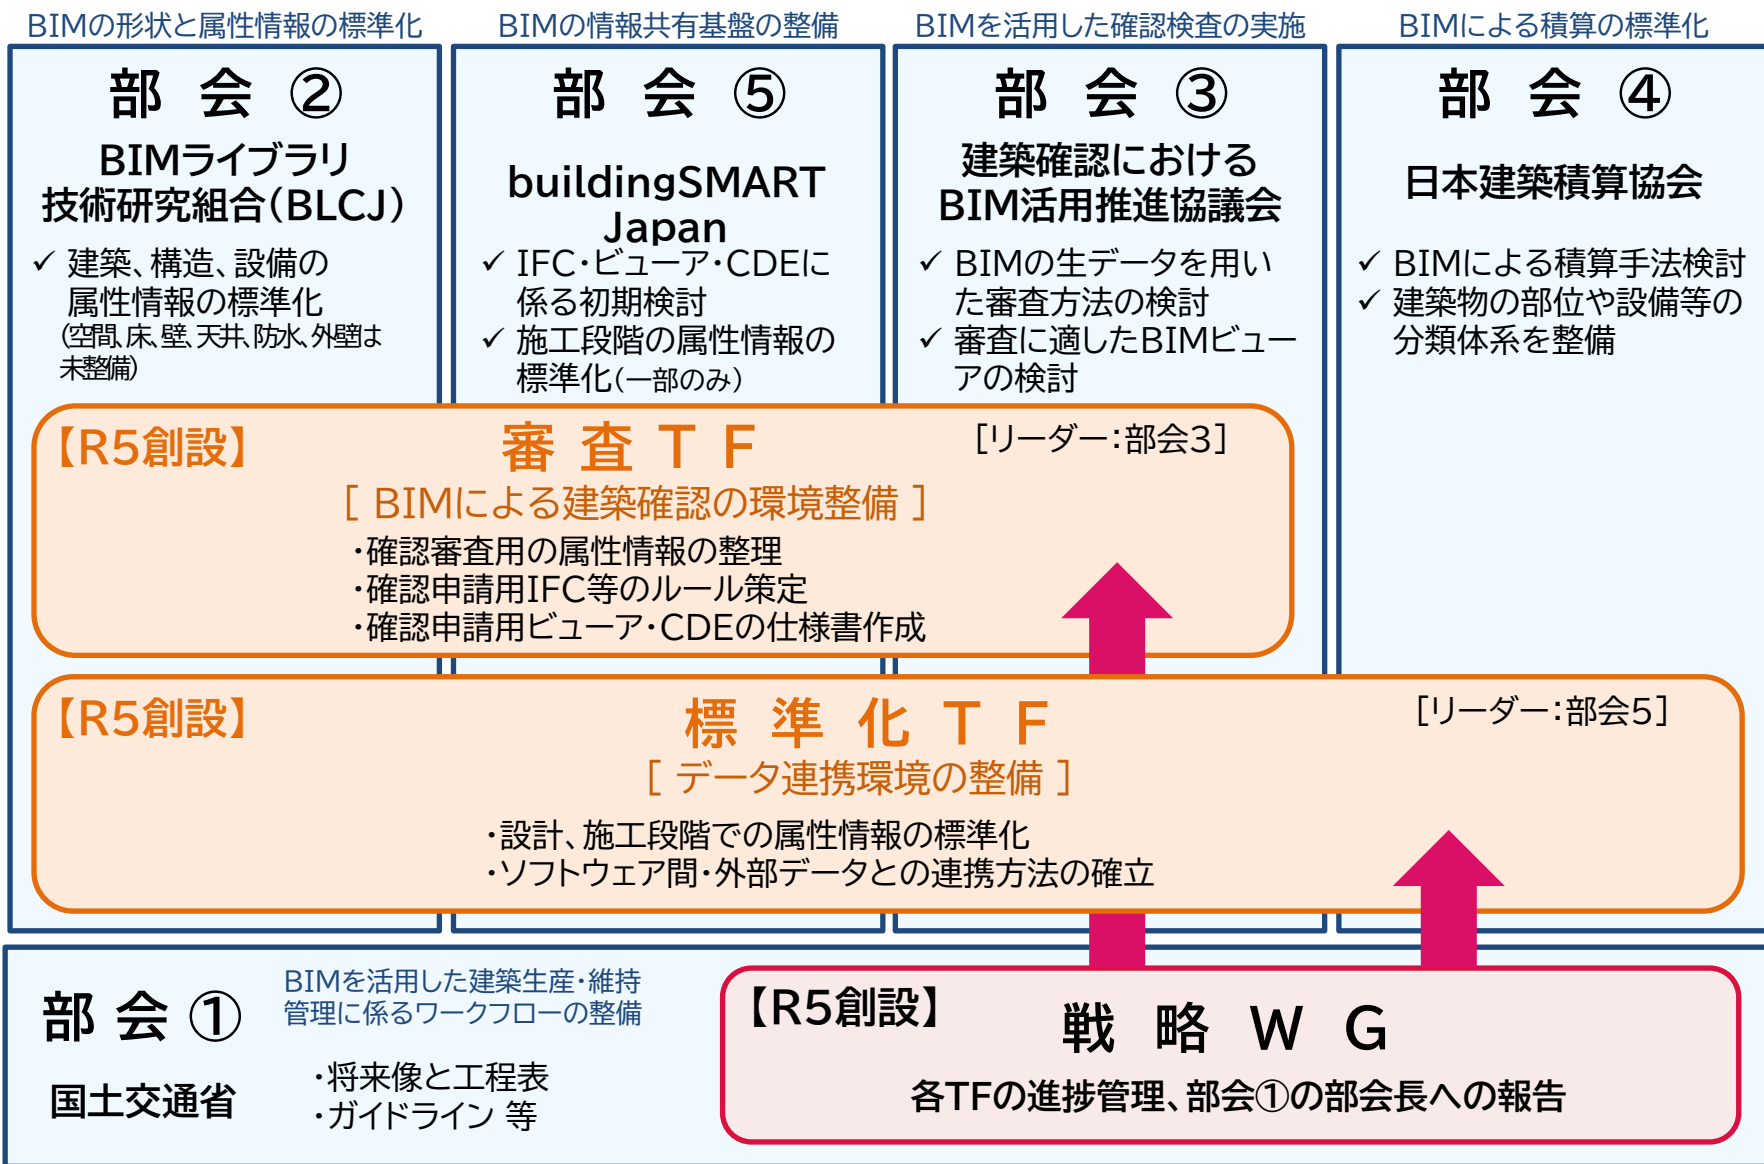 BIMの形状と属性情報の標準化
部会②
BIMライブラリ
技術研究組合(BLCJ)
✓ 建築、構造、設備の
属性情報の標準化
(空間、床、壁、天井、防水、外壁は
未整備)
BIMの情報共有基盤の整備
部会⑤
buildingSMART
Japan
✓ IFC・ビューア・CDEに
係る初期検討
✓ 施工段階の属性情報の
標準化(一部のみ)
BIMを活用した確認検査の実施
部会③
建築確認における
BIM活用推進協議会
✓ BIMの生データを用い
た審査方法の検討
✓ 審査に適したBIMビュー
アの検討
BIMによる積算の標準化
部会④
日本建築積算協会
✓ BIMによる積算手法検討
✓ 建築物の部位や設備等の
分類体系を整備
【R5創設】 審査TF [リーダー：部会3]
[ BIMによる建築確認の環境整備 ]
・確認審査用の属性情報の整理
・確認申請用IFC等のルール策定
・確認申請用ビューア・CDEの仕様書作成
【R5創設】 標準化TF [リーダー：部会5]
[ データ連携環境の整備 ]
・設計、施工段階での属性情報の標準化
・ソフトウェア間・外部データとの連携方法の確立
部会①
国土交通省
BIMを活用した建築生産・維持
管理に係るワークフローの整備
・将来像と工程表
・ガイドライン 等
【R5創設】 戦略WG
各TFの進捗管理、部会①の部会長への報告